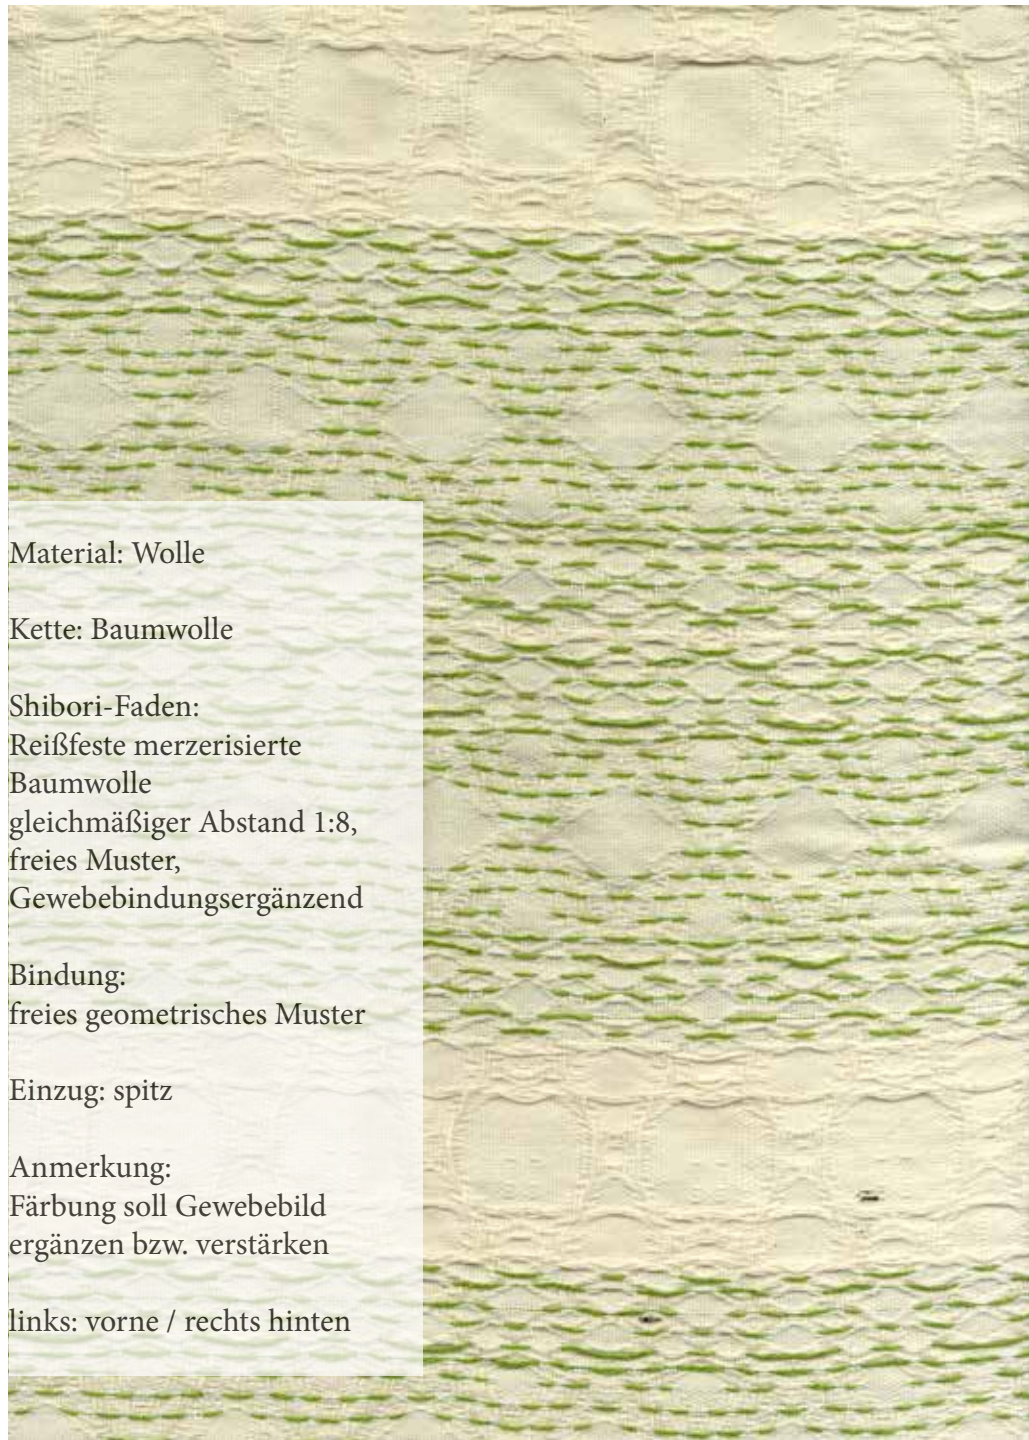 Material: Wolle
Kette: Baumwolle
Shibori-Faden:
Reißfeste merzerisierte
Baumwolle
gleichmäßiger Abstand 1:8,
freies Muster,
Gewebebindungsergänzend
Bindung:
freies geometrisches Muster
Einzug: spitz
Anmerkung:
Färbung soll Gewebebild
ergänzen bzw. verstärken
links: vorne / rechts hinten